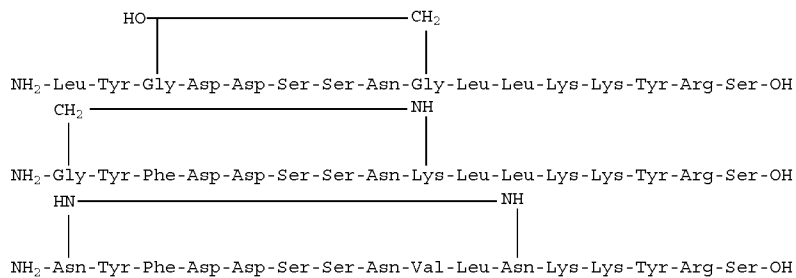 HO CH2
NH2-Leu-Tyr-Gly-Asp-Asp-Ser-Ser-Asn-Gly-Leu-Leu-Lys-Lys-Tyr-Arg-Ser-OH
CH2 NH
NH2-Gly-Tyr-Phe-Asp-Asp-Ser-Ser-Asn-Lys-Leu-Leu-Lys-Lys-Tyr-Arg-Ser-OH
HN NH
NH2-Asn-Tyr-Phe-Asp-Asp-Ser-Ser-Asn-Val-Leu-Asn-Lys-Lys-Tyr-Arg-Ser-OH